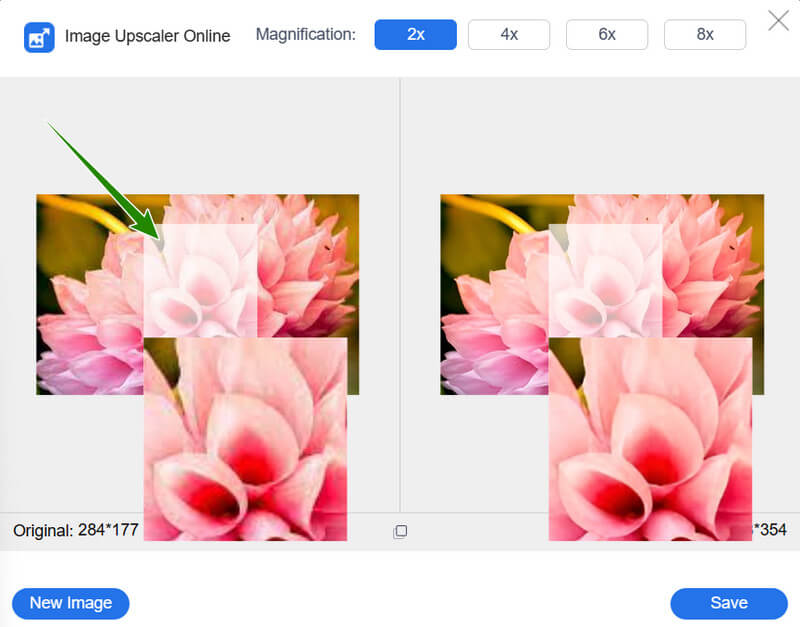 Image Upscaler Online
Magnification:
2x
4x
6x
8x
Original: 284*177
*354
New Image
Save